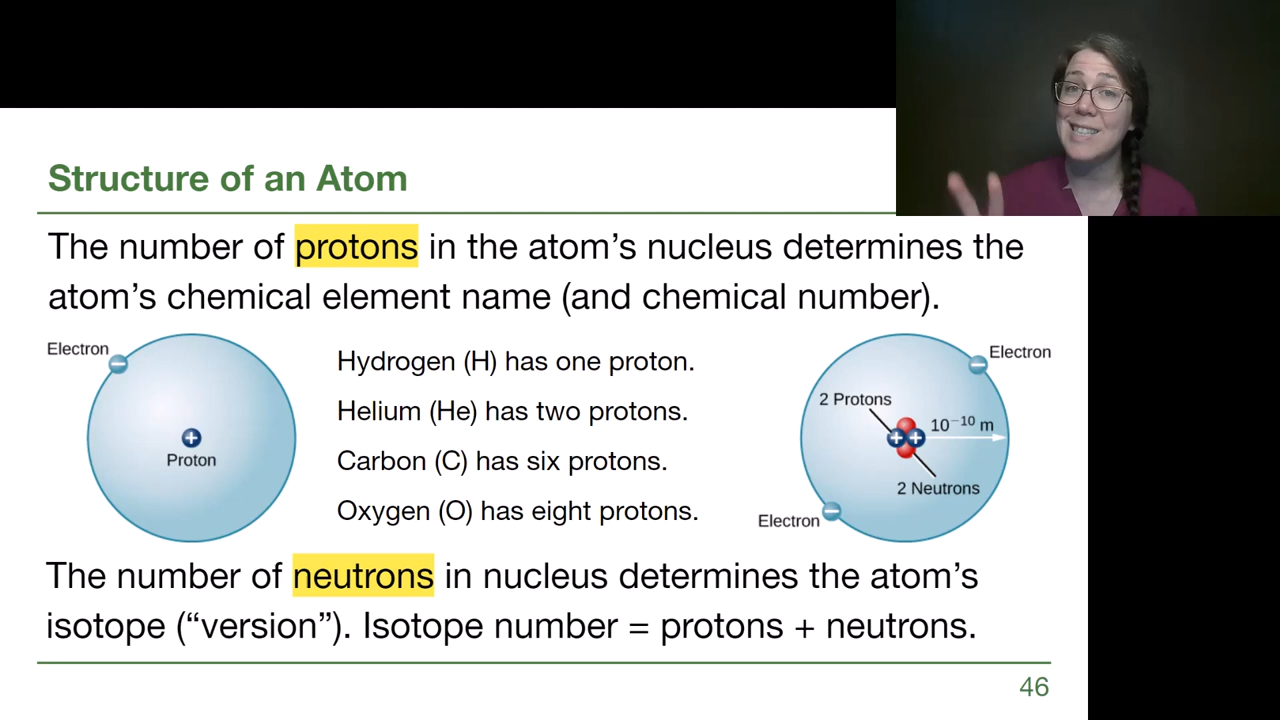 Structure of an Atom
The number of protons in the atom’s nucleus determines the
atom’s chemical element name (and chemical number).
Electron
−
+
Proton
Hydrogen (H) has one proton.
Helium (He) has two protons.
Carbon (C) has six protons.
Oxygen (O) has eight protons.
Electron
−
2 Protons
10⁻¹⁰ m
+ +
2 Neutrons
Electron
−
The number of neutrons in nucleus determines the atom’s
isotope (“version”). Isotope number = protons + neutrons.
46